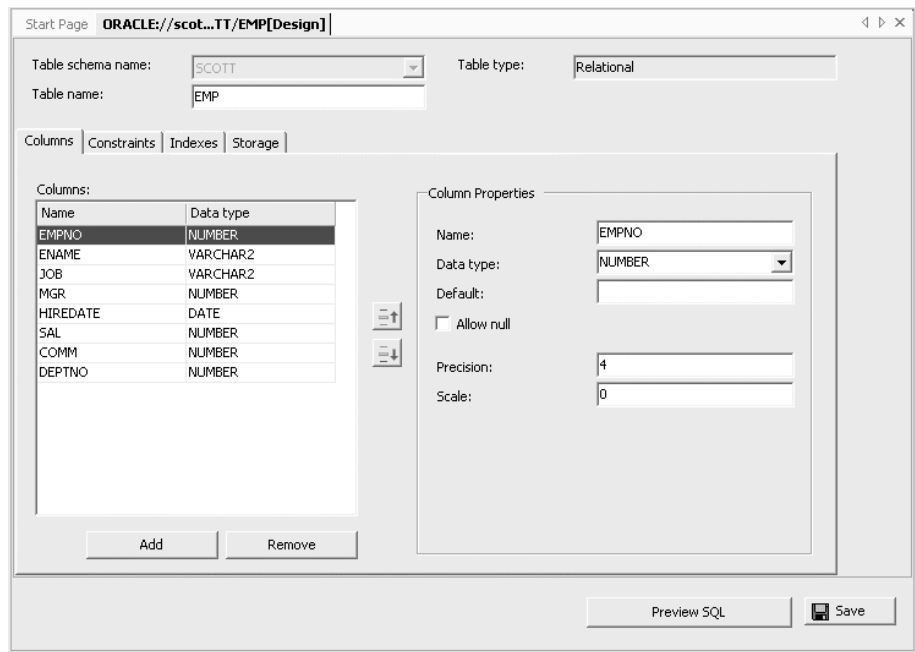 Start Page ORACLE://scot...TT/EMP[Design]
Table schema name: SCOTT Table type: Relational
Table name: EMP
Columns Constraints Indexes Storage
Columns:
Name Data type
EMPNO NUMBER
ENAME VARCHAR2
JOB VARCHAR2
MGR NUMBER
HIREDATE DATE
SAL NUMBER
COMM NUMBER
DEPTNO NUMBER
Add Remove
Column Properties
Name: EMPNO
Data type: NUMBER
Default:
Allow null
Precision: 4
Scale: 0
Preview SQL Save